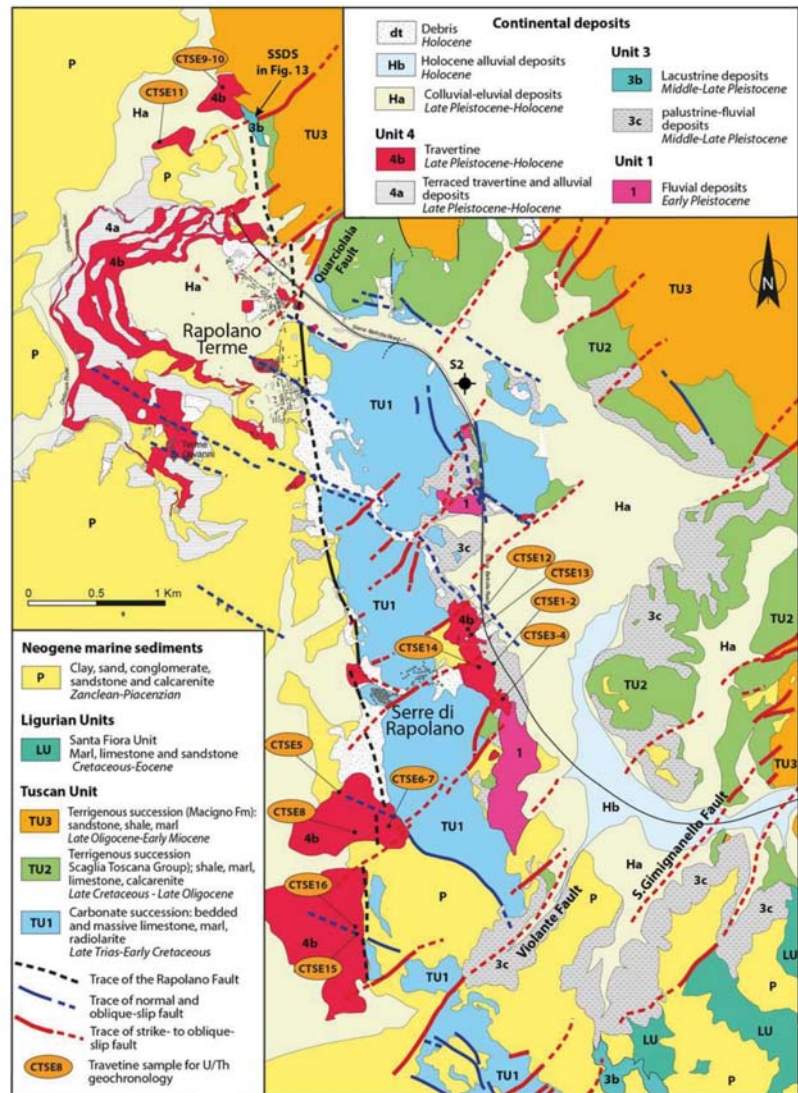 Continental deposits
dt
Debris
Holocene
Hb
Holocene alluvial deposits
Holocene
Ha
Colluvial-eluvial deposits
Late Pleistocene-Holocene
Unit 4
4b
Travertine
Late Pleistocene-Holocene
4a
Terraced travertine and alluvial
deposits
Late Pleistocene-Holocene
Unit 3
3b
Lacustrine deposits
Middle-Late Pleistocene
3c
palustrine-fluvial
deposits
Middle-Late Pleistocene
Unit 1
1
Fluvial deposits
Early Pleistocene
P
CTSE9-10
SSDS
in Fig. 13
CTSE11
4b
Ha
3b
TU3
P
4a
4b
Quarciolaia
Fault
N
Ha
TU3
Rapolano
Terme
P
TU2
S2
TU1
P
1
Ha
3c
CTSE12
CTSE13
0 0.5 1 Km
TU1
CTSE1-2
4b
3c
TU2
CTSE3-4
Ha
CTSE14
TU2
Serre di
Rapolano
1
CTSE5
TU3
CTSE6-7
Hb
CTSE8
4b
TU1
S.Gimignanello Fault
Ha
CTSE16
P
P
3c
Violante Fault
3c
4b
3c
LU
CTSE15
TU1
P
P
LU
LU
TU1
3b
P
Neogene marine sediments
P
Clay, sand, conglomerate,
sandstone and calcarenite
Zanclean-Piacenzian
Ligurian Units
LU
Santa Fiora Unit
Marl, limestone and sandstone
Cretaceous-Eocene
Tuscan Unit
TU3
Terrigenous succession (Macigno Fm):
sandstone, shale, marl
Late Oligocene-Early Miocene
TU2
Terrigenous succession
Scaglia Toscana Group); shale, marl,
limestone, calcarenite
Late Cretaceous - Late Oligocene
TU1
Carbonate succession: bedded
and massive limestone, marl,
radiolarite
Late Trias-Early Cretaceous
Trace of the Rapolano Fault
Trace of normal and
oblique-slip fault
Trace of strike- to oblique-
slip fault
CTSE8
Travetine sample for U/Th
geochronology